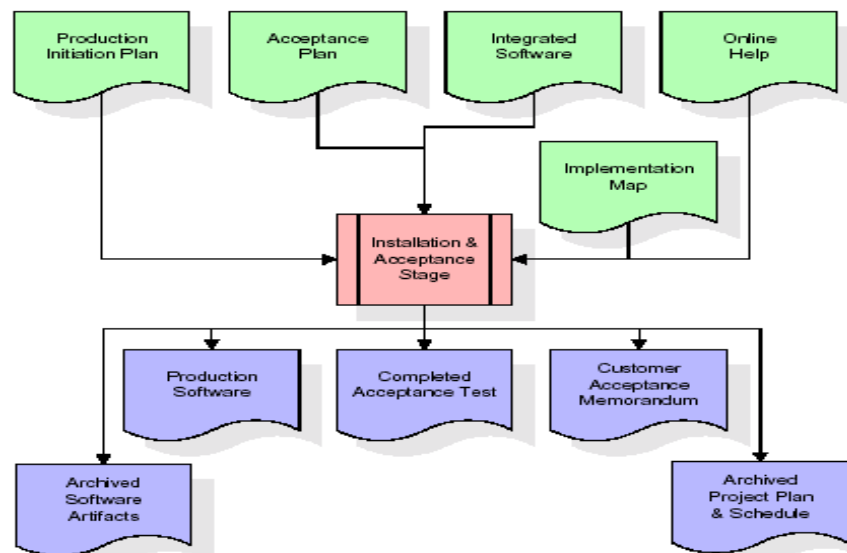 Production
Initiation Plan
Acceptance
Plan
Integrated
Software
Online
Help
Implementation
Map
Installation &
Acceptance
Stage
Production
Software
Completed
Acceptance Test
Customer
Acceptance
Memorandum
Archived
Software
Artifacts
Archived
Project Plan
& Schedule